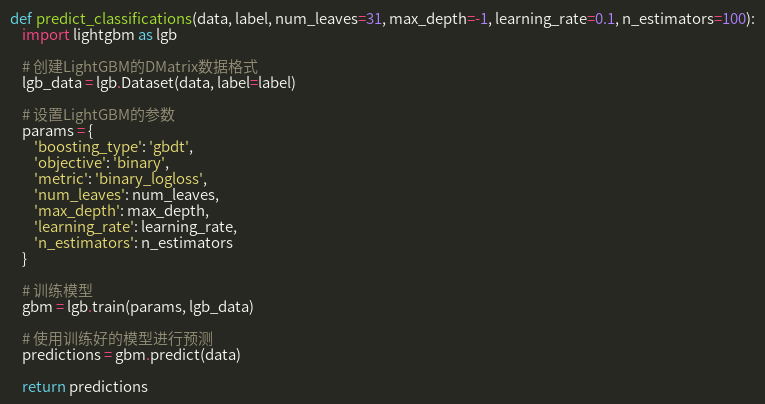 def predict_classifications(data, label, num_leaves=31, max_depth=-1, learning_rate=0.1, n_estimators=100):
import lightgbm as lgb
# 创建LightGBM的DMatrix数据格式
lgb_data = lgb.Dataset(data, label=label)
# 设置LightGBM的参数
params = {
'boosting_type': 'gbdt',
'objective': 'binary',
'metric': 'binary_logloss',
'num_leaves': num_leaves,
'max_depth': max_depth,
'learning_rate': learning_rate,
'n_estimators': n_estimators
}
# 训练模型
gbm = lgb.train(params, lgb_data)
# 使用训练好的模型进行预测
predictions = gbm.predict(data)
return predictions